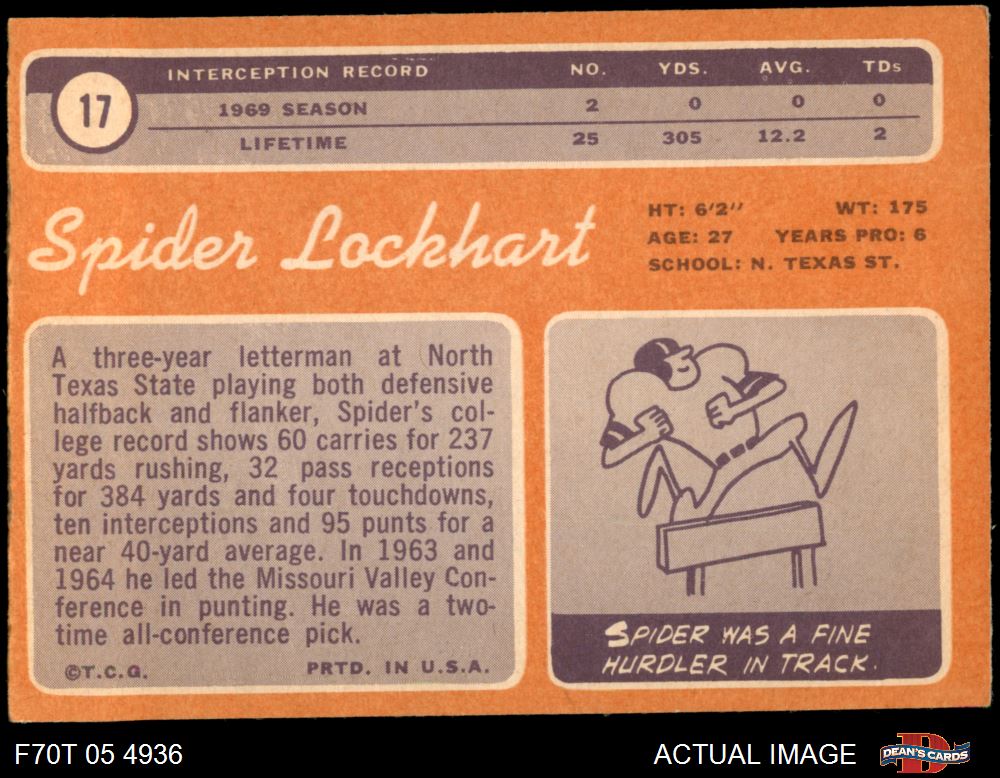 17
INTERCEPTION RECORD NO. YDS. AVG. TDs
1969 SEASON 2 0 0 0
LIFETIME 25 305 12.2 2
Spider Lockhart
HT: 6'2" WT: 175
AGE: 27 YEARS PRO: 6
SCHOOL: N. TEXAS ST.
A three-year letterman at North
Texas State playing both defensive
halfback and flanker, Spider's col-
lege record shows 60 carries for 237
yards rushing, 32 pass receptions
for 384 yards and four touchdowns,
ten interceptions and 95 punts for a
near 40-yard average. In 1963 and
1964 he led the Missouri Valley Con-
ference in punting. He was a two-
time all-conference pick.
©T.C.G. PRTD. IN U.S.A.
SPIDER WAS A FINE
HURDLER IN TRACK.
F70T 05 4936 ACTUAL IMAGE DEAN'S CARDS